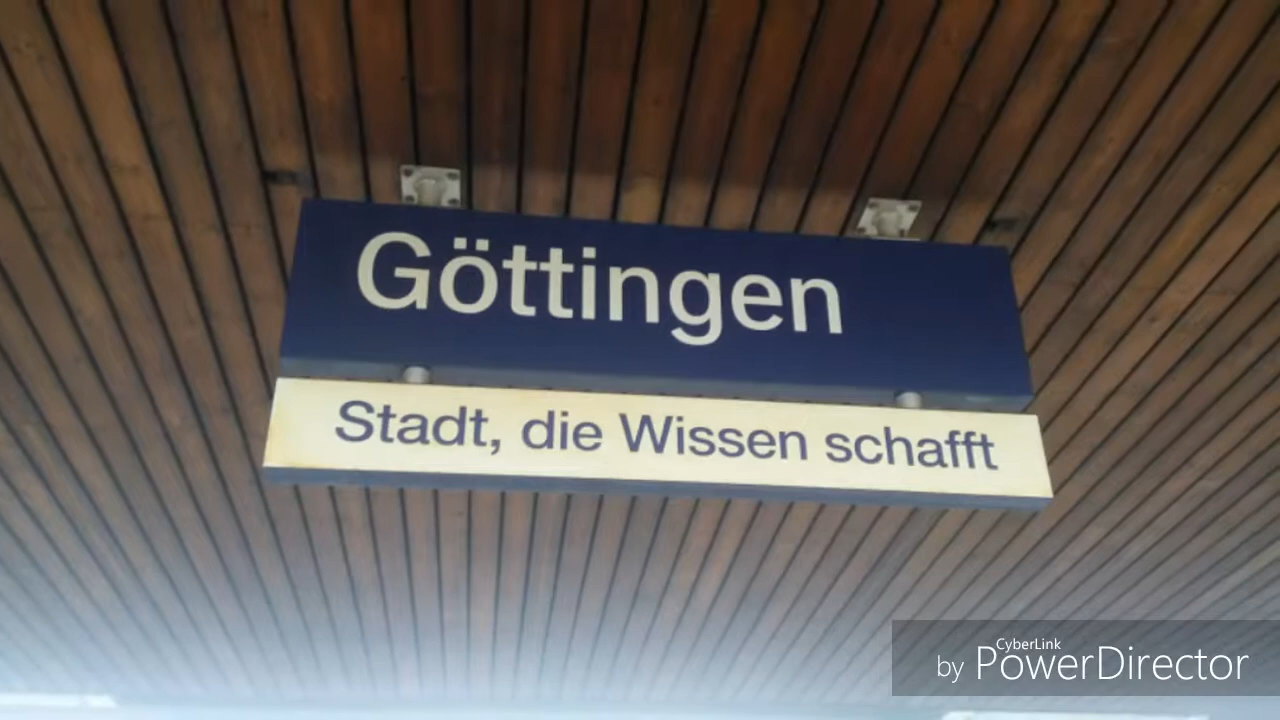 Göttingen
Stadt, die Wissen schafft
CyberLink
by PowerDirector